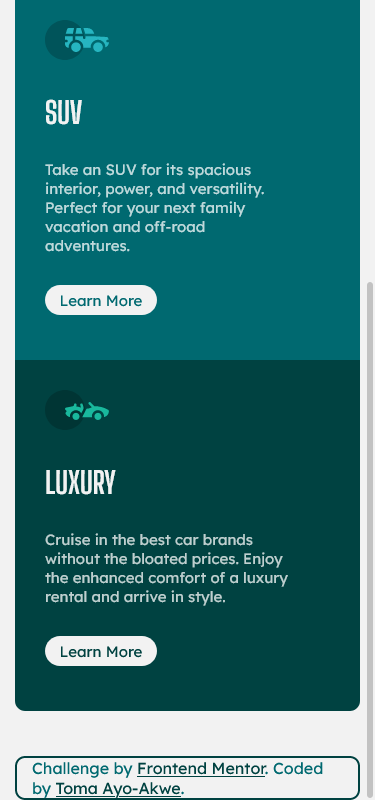 SUV
Take an SUV for its spacious
interior, power, and versatility.
Perfect for your next family
vacation and off-road
adventures.
Learn More
LUXURY
Cruise in the best car brands
without the bloated prices. Enjoy
the enhanced comfort of a luxury
rental and arrive in style.
Learn More
Challenge by Frontend Mentor. Coded
by Toma Ayo-Akwe.